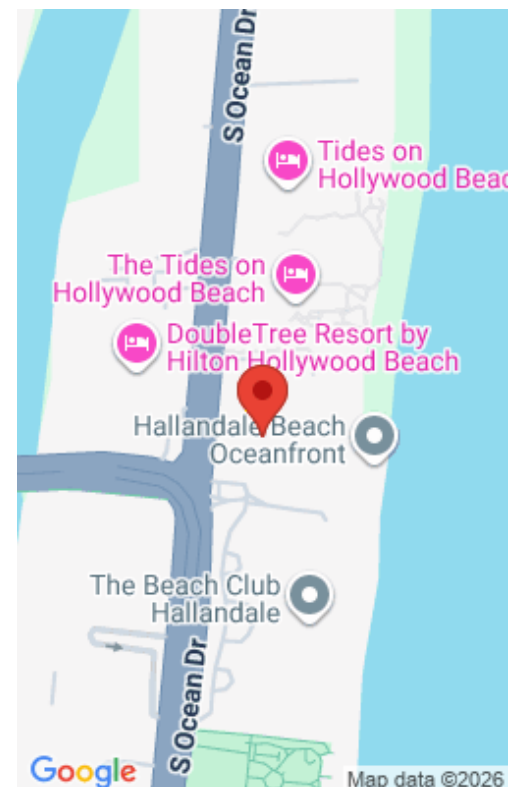 S Ocean Dr
Tides on
Hollywood Beac
The Tides on
Hollywood Beach
DoubleTree Resort by
Hilton Hollywood Beach
Hallandale Beach
Oceanfront
The Beach Club
Hallandale
S Ocean Dr
Google
Map data ©2026